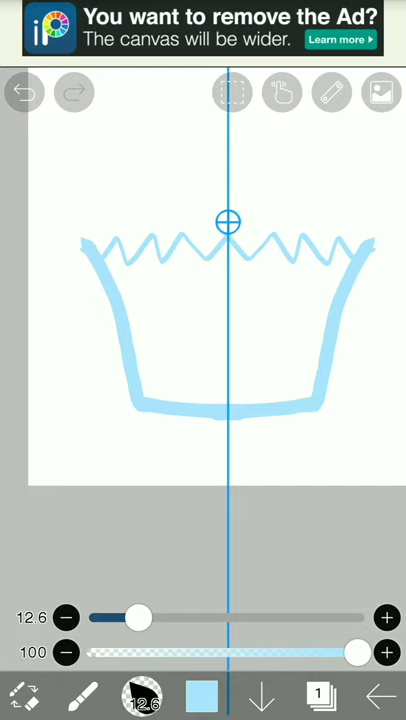 iP
You want to remove the Ad?
The canvas will be wider.
Learn more
12.6
100
12.6
1